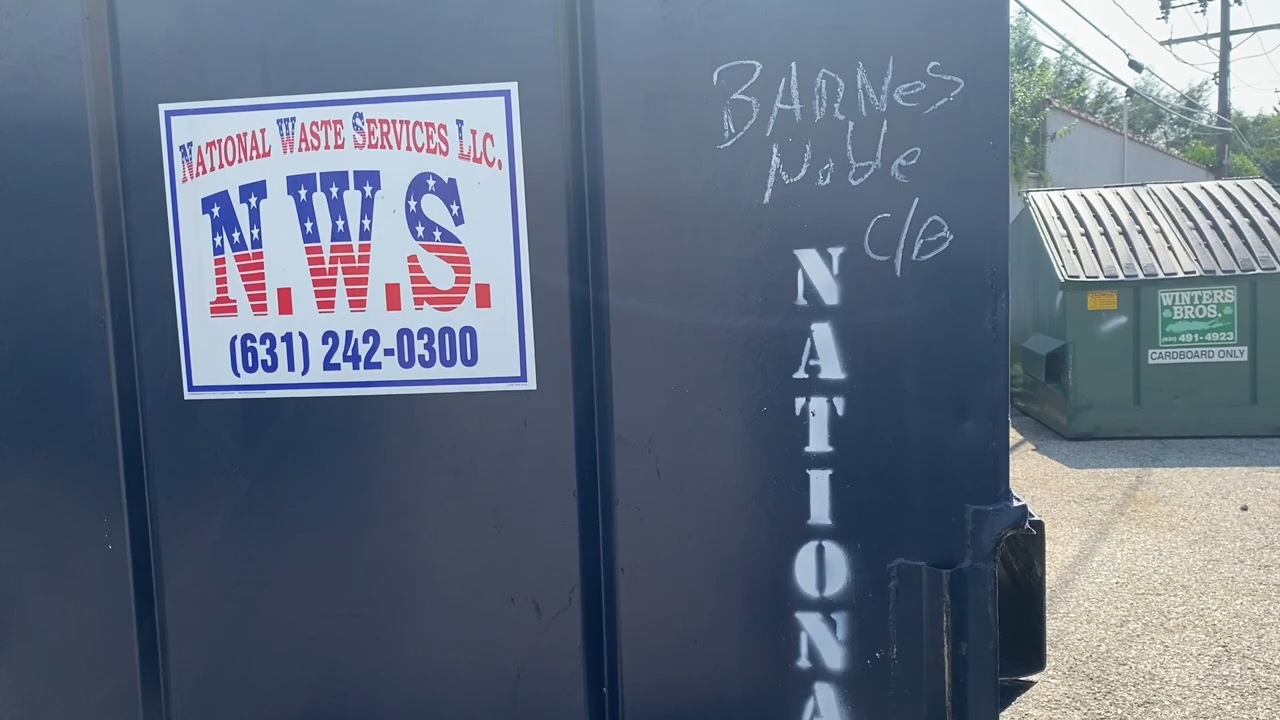 NATIONAL WASTE SERVICES LLC.
N.W.S.
(631) 242-0300
BARNes
Noble
C/B
NATIONA
WINTERS
BROS.
(631) 491-4923
CARDBOARD ONLY